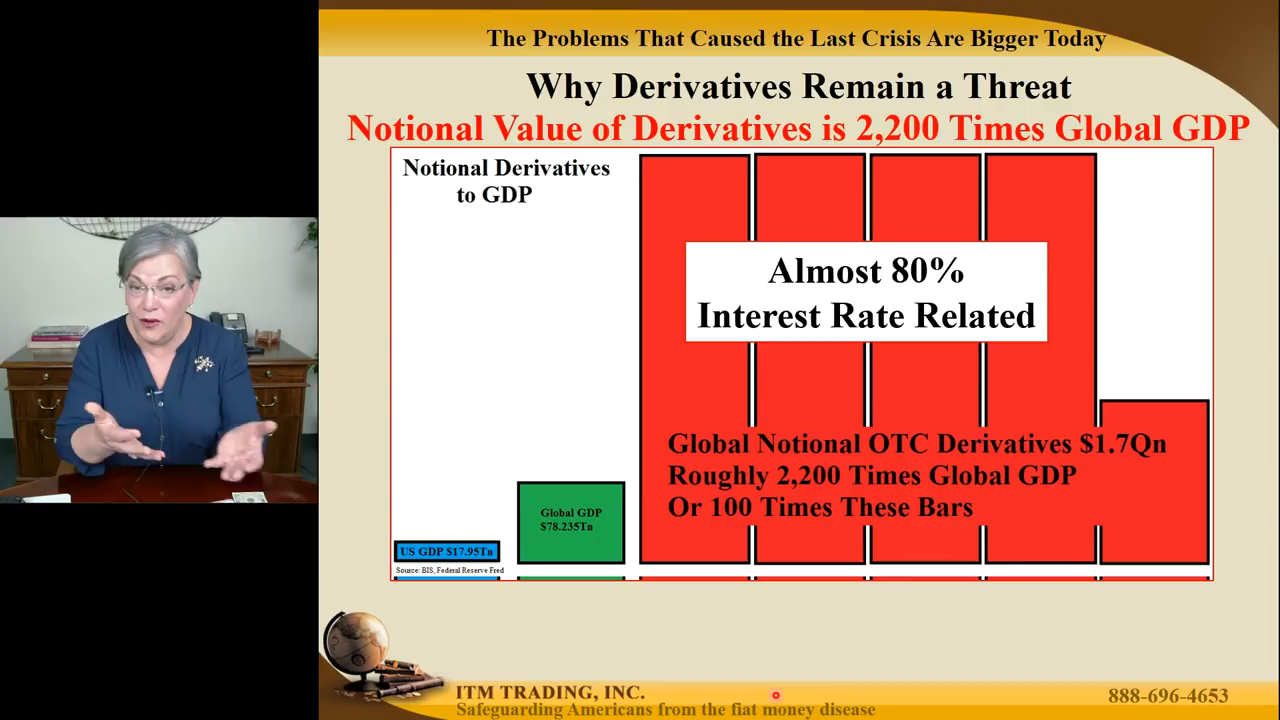 The Problems That Caused the Last Crisis Are Bigger Today
Why Derivatives Remain a Threat
Notional Value of Derivatives is 2,200 Times Global GDP
Notional Derivatives
to GDP
Almost 80%
Interest Rate Related
Global Notional OTC Derivatives $1.7Qn
Roughly 2,200 Times Global GDP
Or 100 Times These Bars
Global GDP
$78.235Tn
US GDP $17.95Tn
Source: BIS, Federal Reserve Fred
ITM TRADING, INC.
Safeguarding Americans from the fiat money disease
888-696-4653